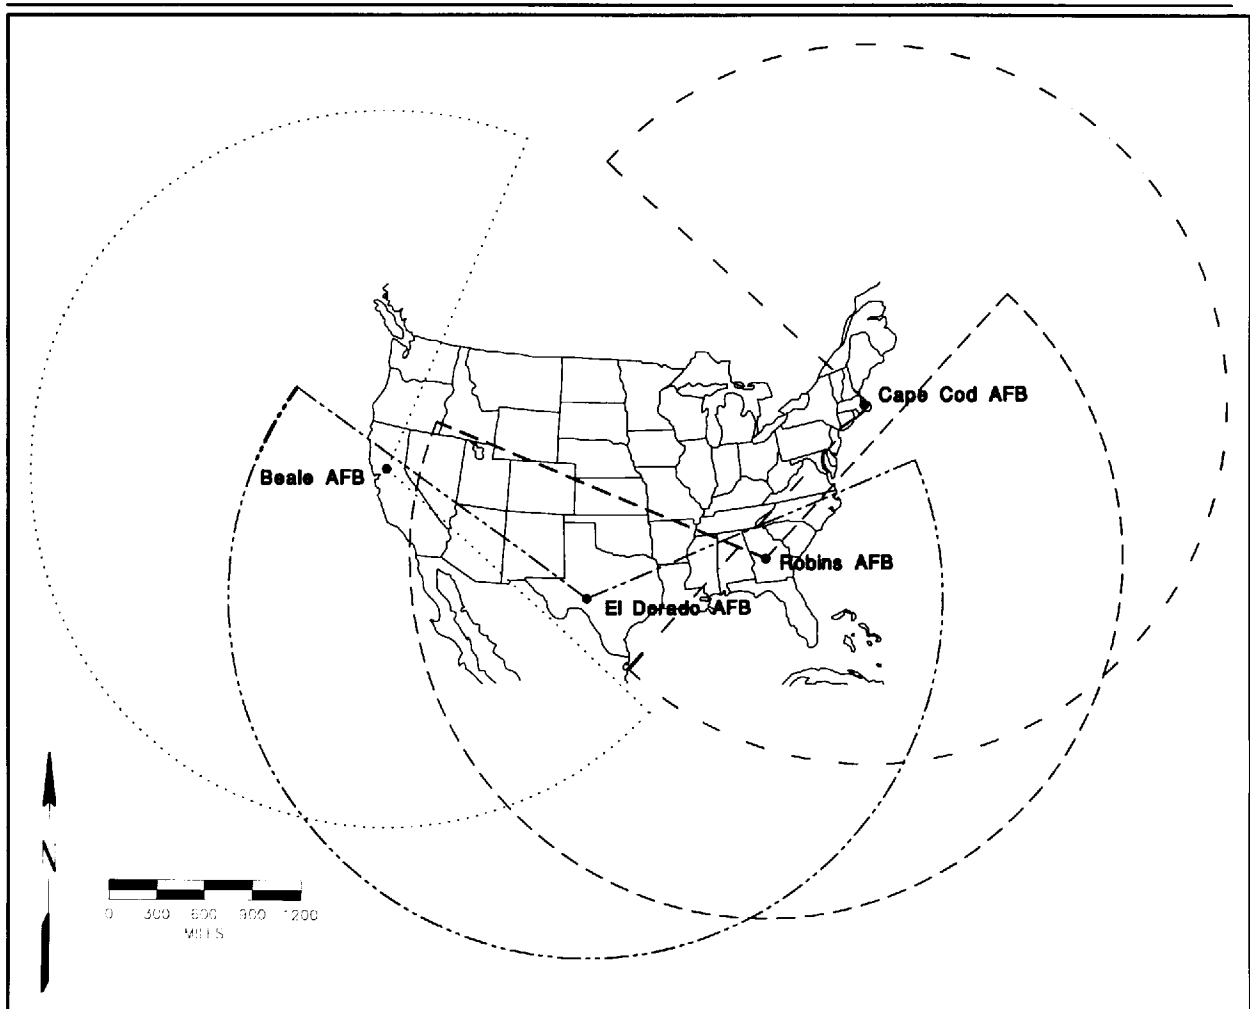 Cape Cod AFB
Beale AFB
Robins AFB
El Dorado AFB
N
0 300 600 900 1200
MILES